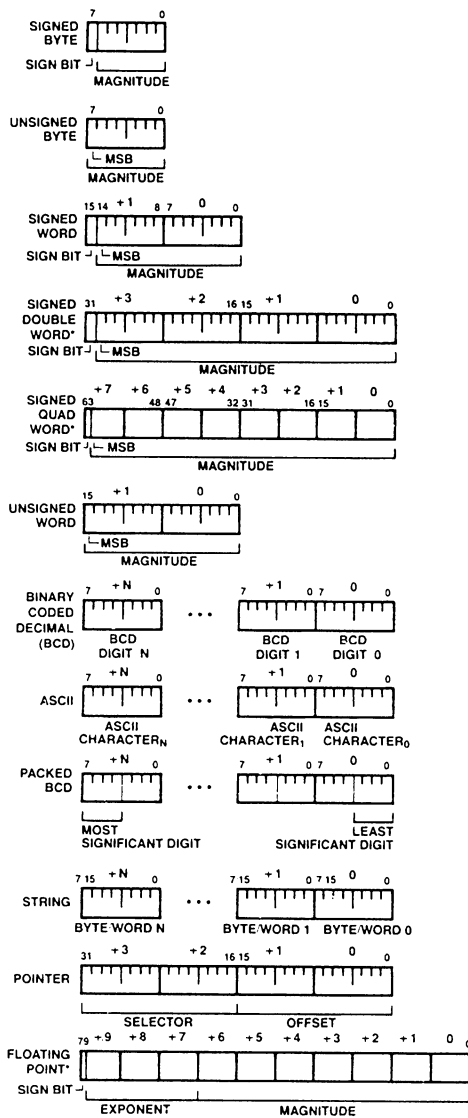 SIGNED BYTE 7 0
SIGN BIT MAGNITUDE
UNSIGNED BYTE 7 0
MSB
MAGNITUDE
SIGNED WORD 15 14 +1 8 7 0 0
SIGN BIT MSB
MAGNITUDE
SIGNED DOUBLE WORD* 31 +3 +2 16 15 +1 0 0
SIGN BIT MSB
MAGNITUDE
SIGNED QUAD WORD* 63 +7 +6 48 47 +5 +4 32 31 +3 +2 16 15 +1 0 0
SIGN BIT MSB
MAGNITUDE
UNSIGNED WORD 15 +1 0 0
MSB
MAGNITUDE
BINARY CODED DECIMAL (BCD) 7 +N 0 ••• 7 +1 0 7 0 0
BCD DIGIT N BCD DIGIT 1 BCD DIGIT 0
ASCII 7 +N 0 ••• 7 +1 0 7 0 0
ASCII CHARACTER_N ASCII CHARACTER_1 ASCII CHARACTER_0
PACKED BCD 7 +N 0 ••• 7 +1 0 7 0 0
MOST SIGNIFICANT DIGIT LEAST SIGNIFICANT DIGIT
STRING 7 15 +N 0 ••• 7 15 +1 0 7 15 0 0
BYTE/WORD N BYTE/WORD 1 BYTE/WORD 0
POINTER 31 +3 +2 16 15 +1 0 0
SELECTOR OFFSET
FLOATING POINT* 79 +9 +8 +7 +6 +5 +4 +3 +2 +1 0 0
SIGN BIT
EXPONENT MAGNITUDE